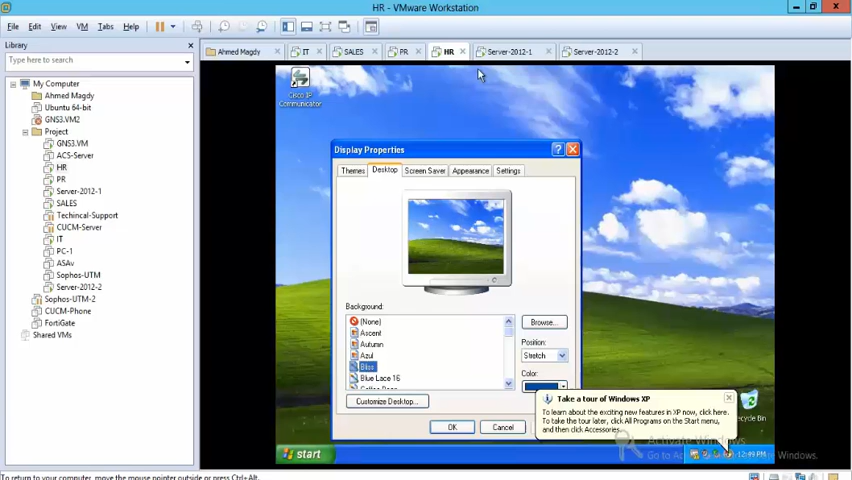 HR - VMware Workstation
File Edit View VM Tabs Help
Library
Type here to search
My Computer
Ahmed Magdy
Ubuntu 64-bit
GNS3.VM2
Project
GNS3.VM
ACS-Server
HR
PR
Server-2012-1
SALES
Techincal-Support
CUCM-Server
IT
PC-1
ASAv
Sophos-UTM
Server-2012-2
Sophos-UTM-2
CUCM-Phone
FortiGate
Shared VMs
Ahmed Magdy IT SALES PR HR Server-2012-1 Server-2012-2
Cisco IP
Communicator
Display Properties
Themes Desktop Screen Saver Appearance Settings
Background:
(None)
Ascent
Autumn
Azul
Bliss
Blue Lace 16
Browse...
Position:
Stretch
Color:
Customize Desktop...
OK Cancel
Take a tour of Windows XP
To learn about the exciting new features in XP now, click here.
To take the tour later, click All Programs on the Start menu,
and then click Accessories.
ecycle Bin
Activate Windows
start
12:49 PM
To return to your computer, move the mouse pointer outside or press Ctrl+Alt.